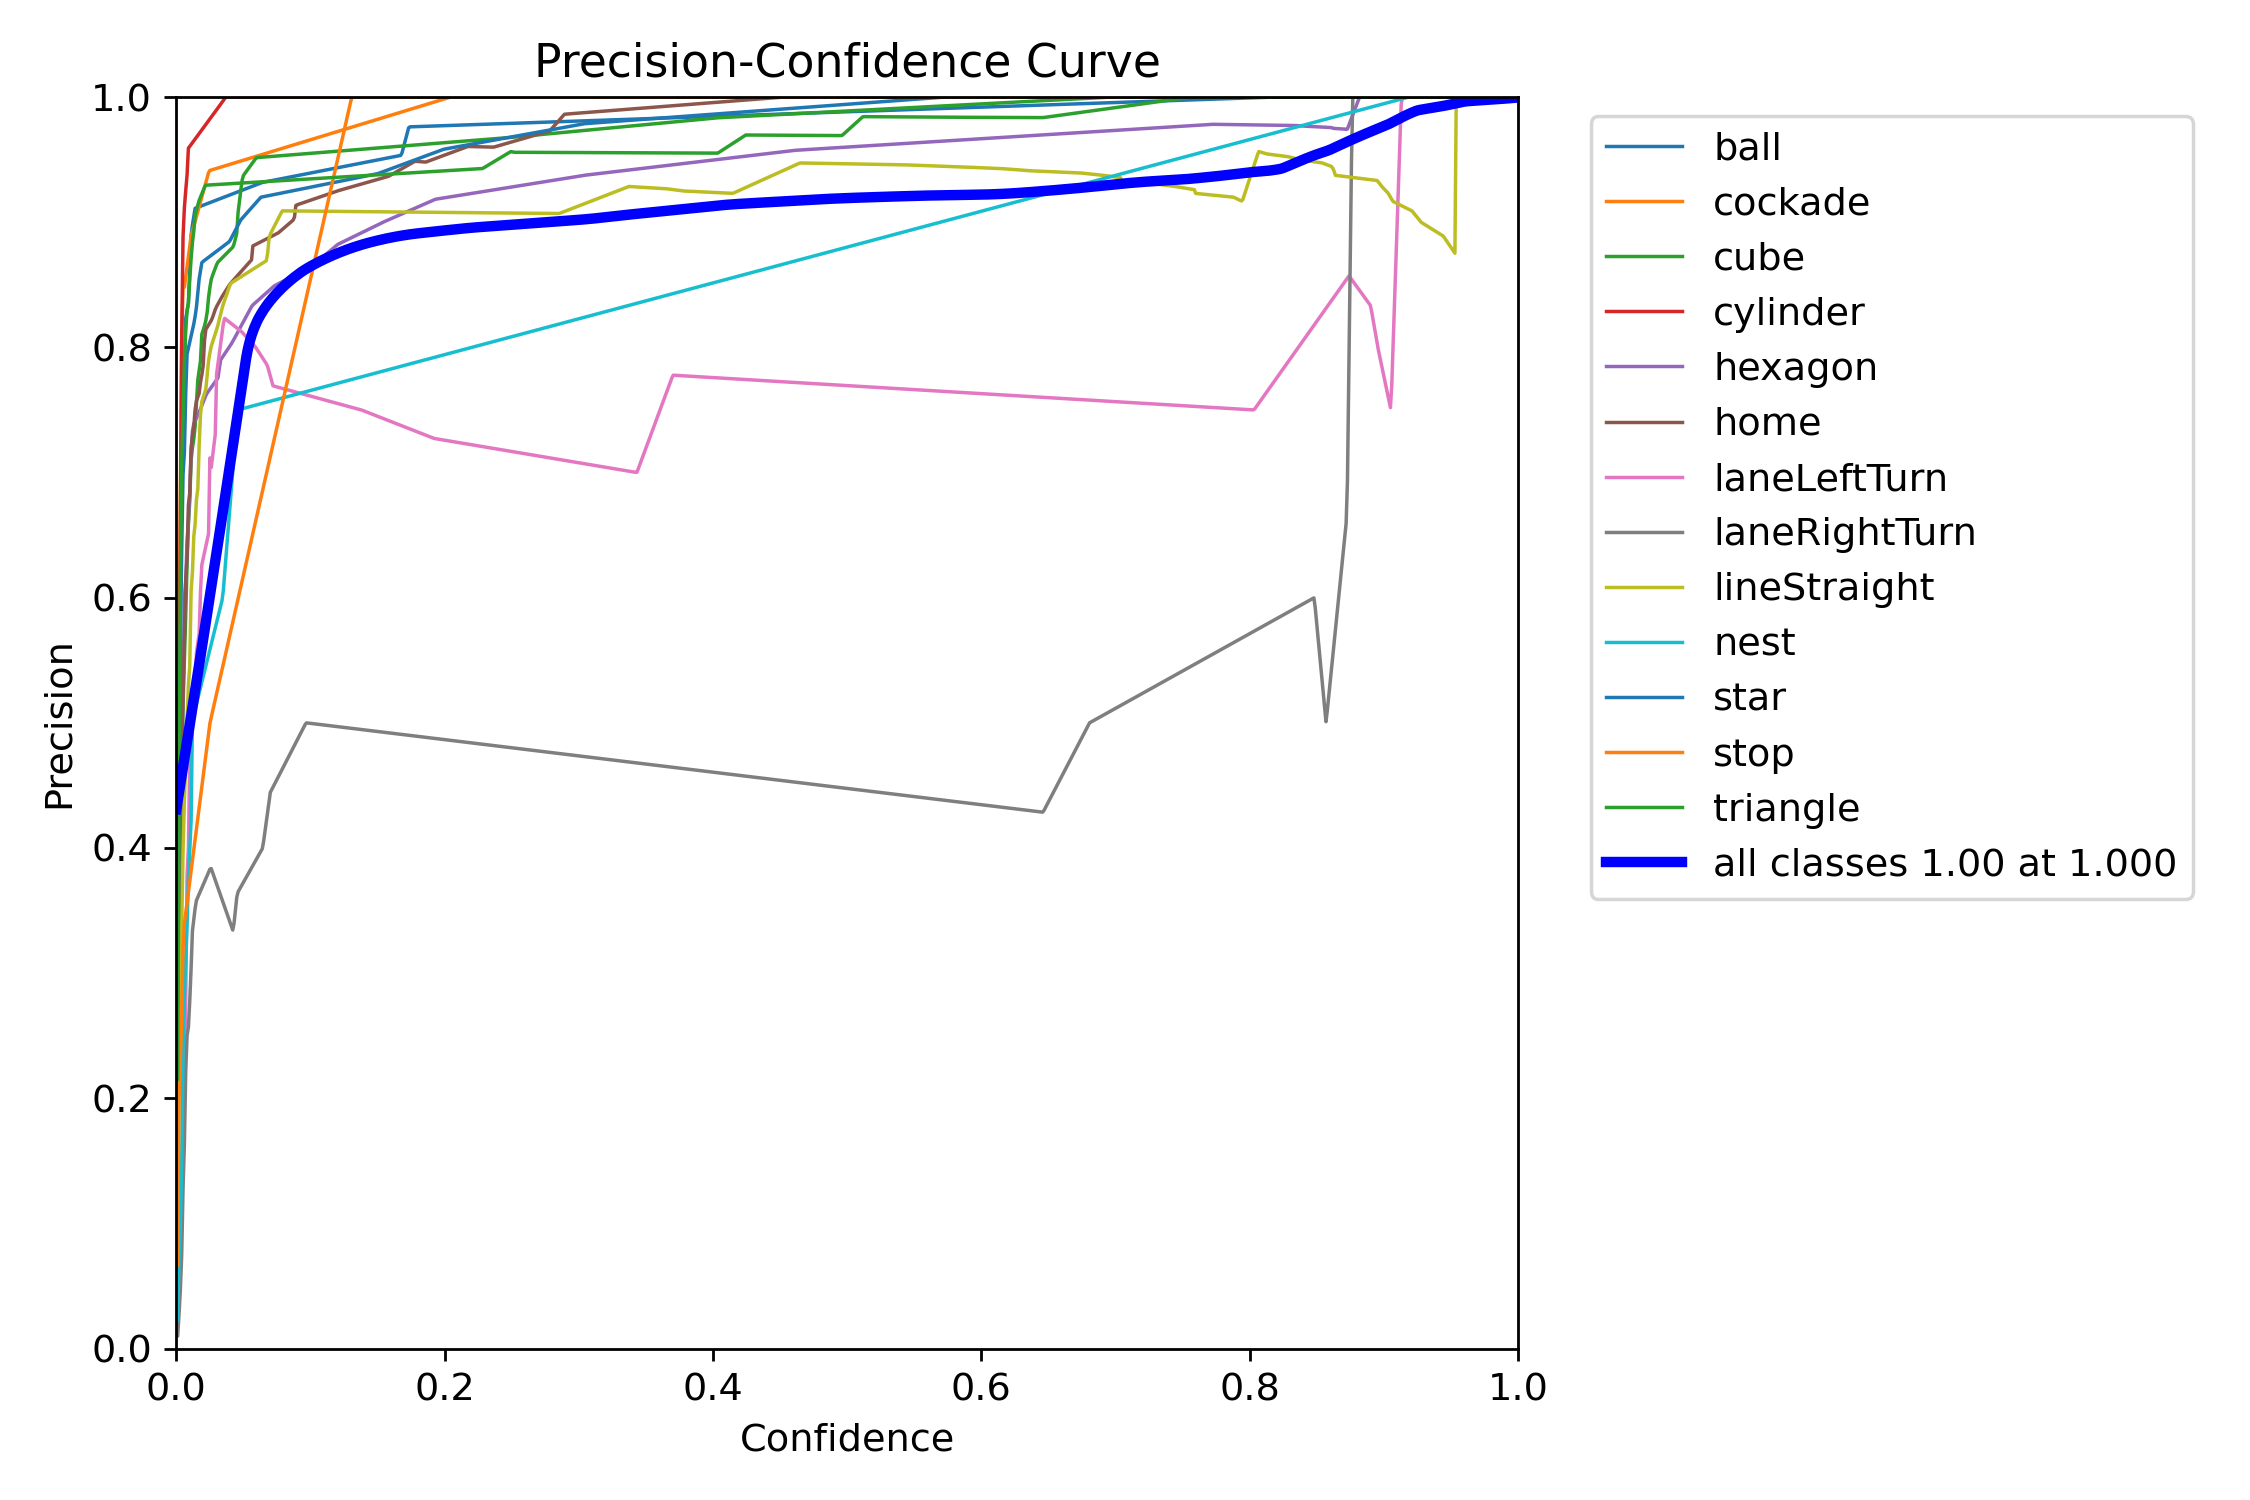 Precision-Confidence Curve
1.0
0.8
0.6
0.4
0.2
0.0
Precision
0.0 0.2 0.4 0.6 0.8 1.0
Confidence
ball
cockade
cube
cylinder
hexagon
home
laneLeftTurn
laneRightTurn
lineStraight
nest
star
stop
triangle
all classes 1.00 at 1.000